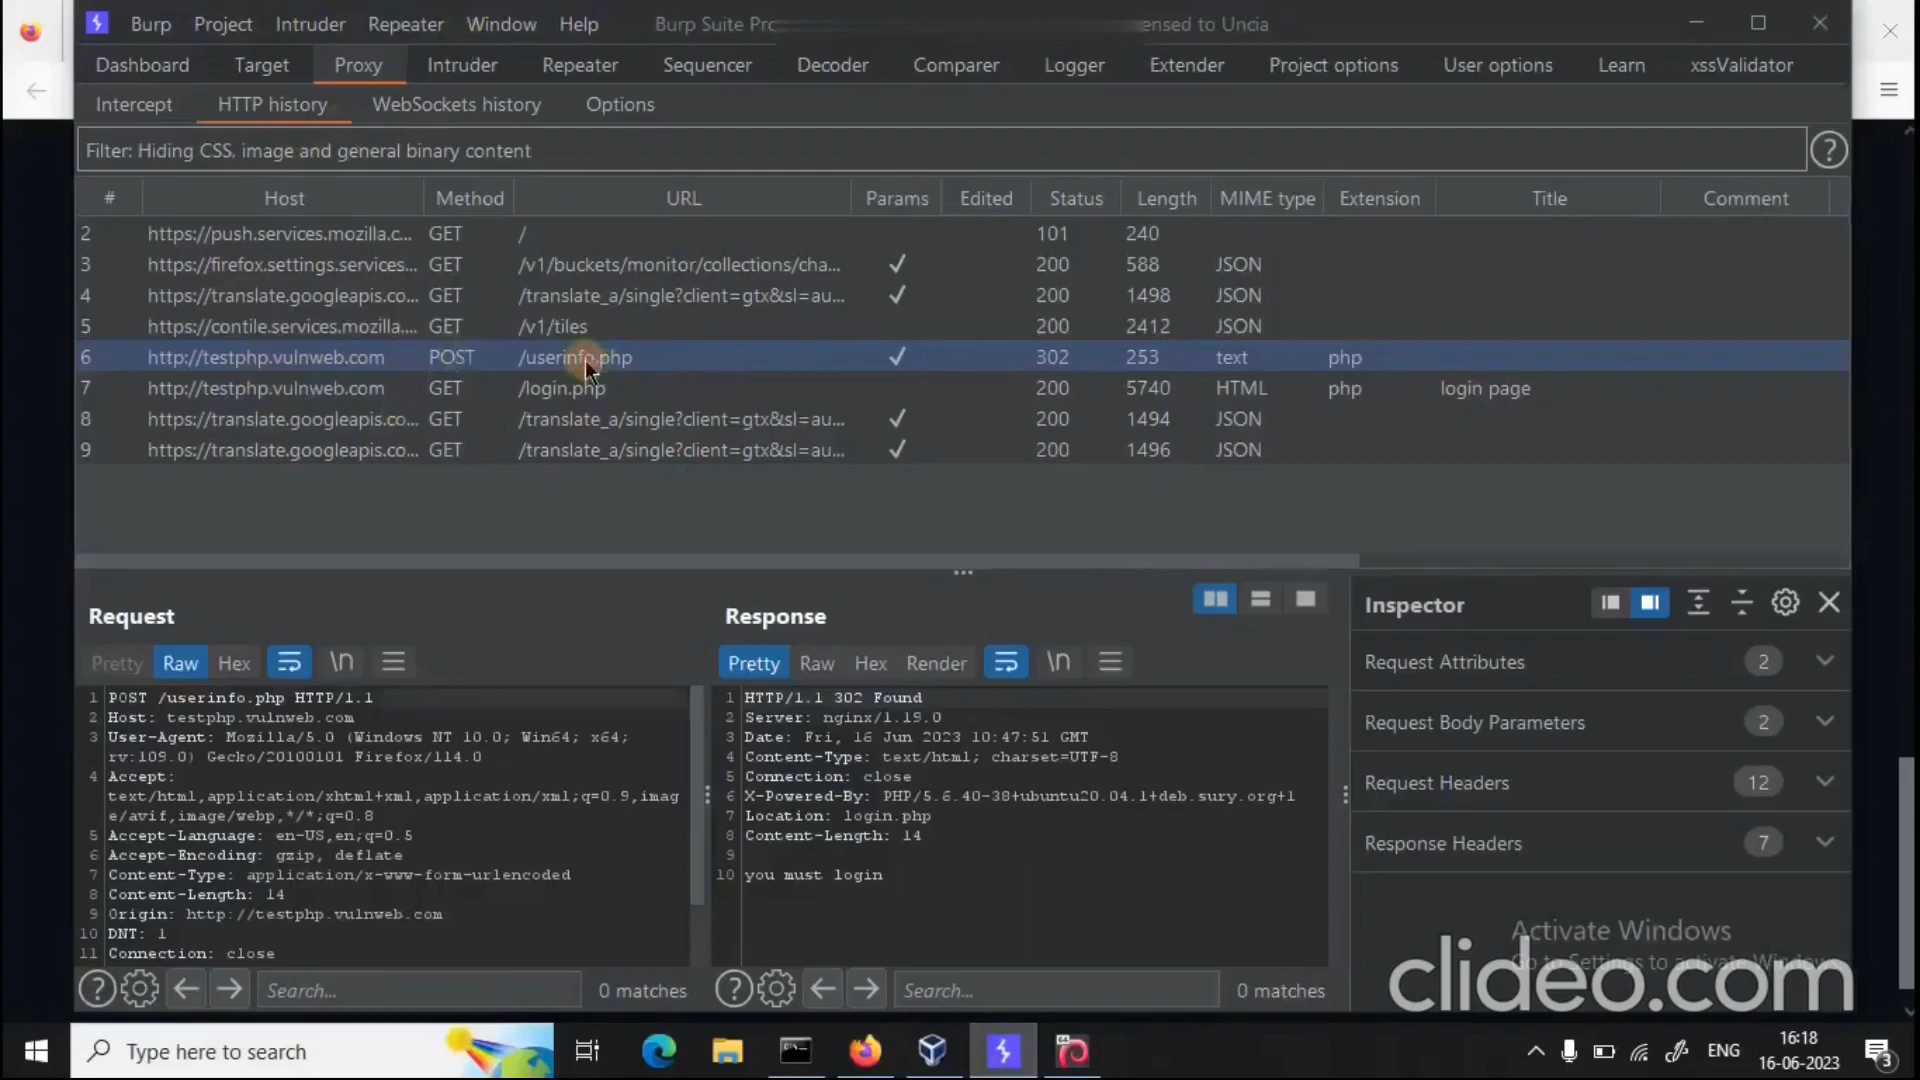 Burp Project Intruder Repeater Window Help Burp Suite Pro ensed to Uncia
Dashboard Target Proxy Intruder Repeater Sequencer Decoder Comparer Logger Extender Project options User options Learn xssValidator
Intercept HTTP history WebSockets history Options
Filter: Hiding CSS, image and general binary content
# Host Method URL Params Edited Status Length MIME type Extension Title Comment
2 https://push.services.mozilla.c... GET / 101 240
3 https://firefox.settings.services... GET /v1/buckets/monitor/collections/cha... ✓ 200 588 JSON
4 https://translate.googleapis.co... GET /translate_a/single?client=gtx&sl=au... ✓ 200 1498 JSON
5 https://contile.services.mozilla.... GET /v1/tiles 200 2412 JSON
6 http://testphp.vulnweb.com POST /userinfo.php ✓ 302 253 text php
7 http://testphp.vulnweb.com GET /login.php 200 5740 HTML php login page
8 https://translate.googleapis.co... GET /translate_a/single?client=gtx&sl=au... ✓ 200 1494 JSON
9 https://translate.googleapis.co... GET /translate_a/single?client=gtx&sl=au... ✓ 200 1496 JSON
Request
Pretty Raw Hex \n
1 POST /userinfo.php HTTP/1.1
2 Host: testphp.vulnweb.com
3 User-Agent: Mozilla/5.0 (Windows NT 10.0; Win64; x64;
rv:109.0) Gecko/20100101 Firefox/114.0
4 Accept:
text/html,application/xhtml+xml,application/xml;q=0.9,imag
e/avif,image/webp,*/*;q=0.8
5 Accept-Language: en-US,en;q=0.5
6 Accept-Encoding: gzip, deflate
7 Content-Type: application/x-www-form-urlencoded
8 Content-Length: 14
9 Origin: http://testphp.vulnweb.com
10 DNT: 1
11 Connection: close
Search... 0 matches
Response
Pretty Raw Hex Render \n
1 HTTP/1.1 302 Found
2 Server: nginx/1.19.0
3 Date: Fri, 16 Jun 2023 10:47:51 GMT
4 Content-Type: text/html; charset=UTF-8
5 Connection: close
6 X-Powered-By: PHP/5.6.40-38+ubuntu20.04.1+deb.sury.org+1
7 Location: login.php
8 Content-Length: 14
9
10 you must login
Search... 0 matches
Inspector
Request Attributes 2
Request Body Parameters 2
Request Headers 12
Response Headers 7
Activate Windows
Go to Settings to activate Windows.
clideo.com
Type here to search
ENG
16:18
16-06-2023
3